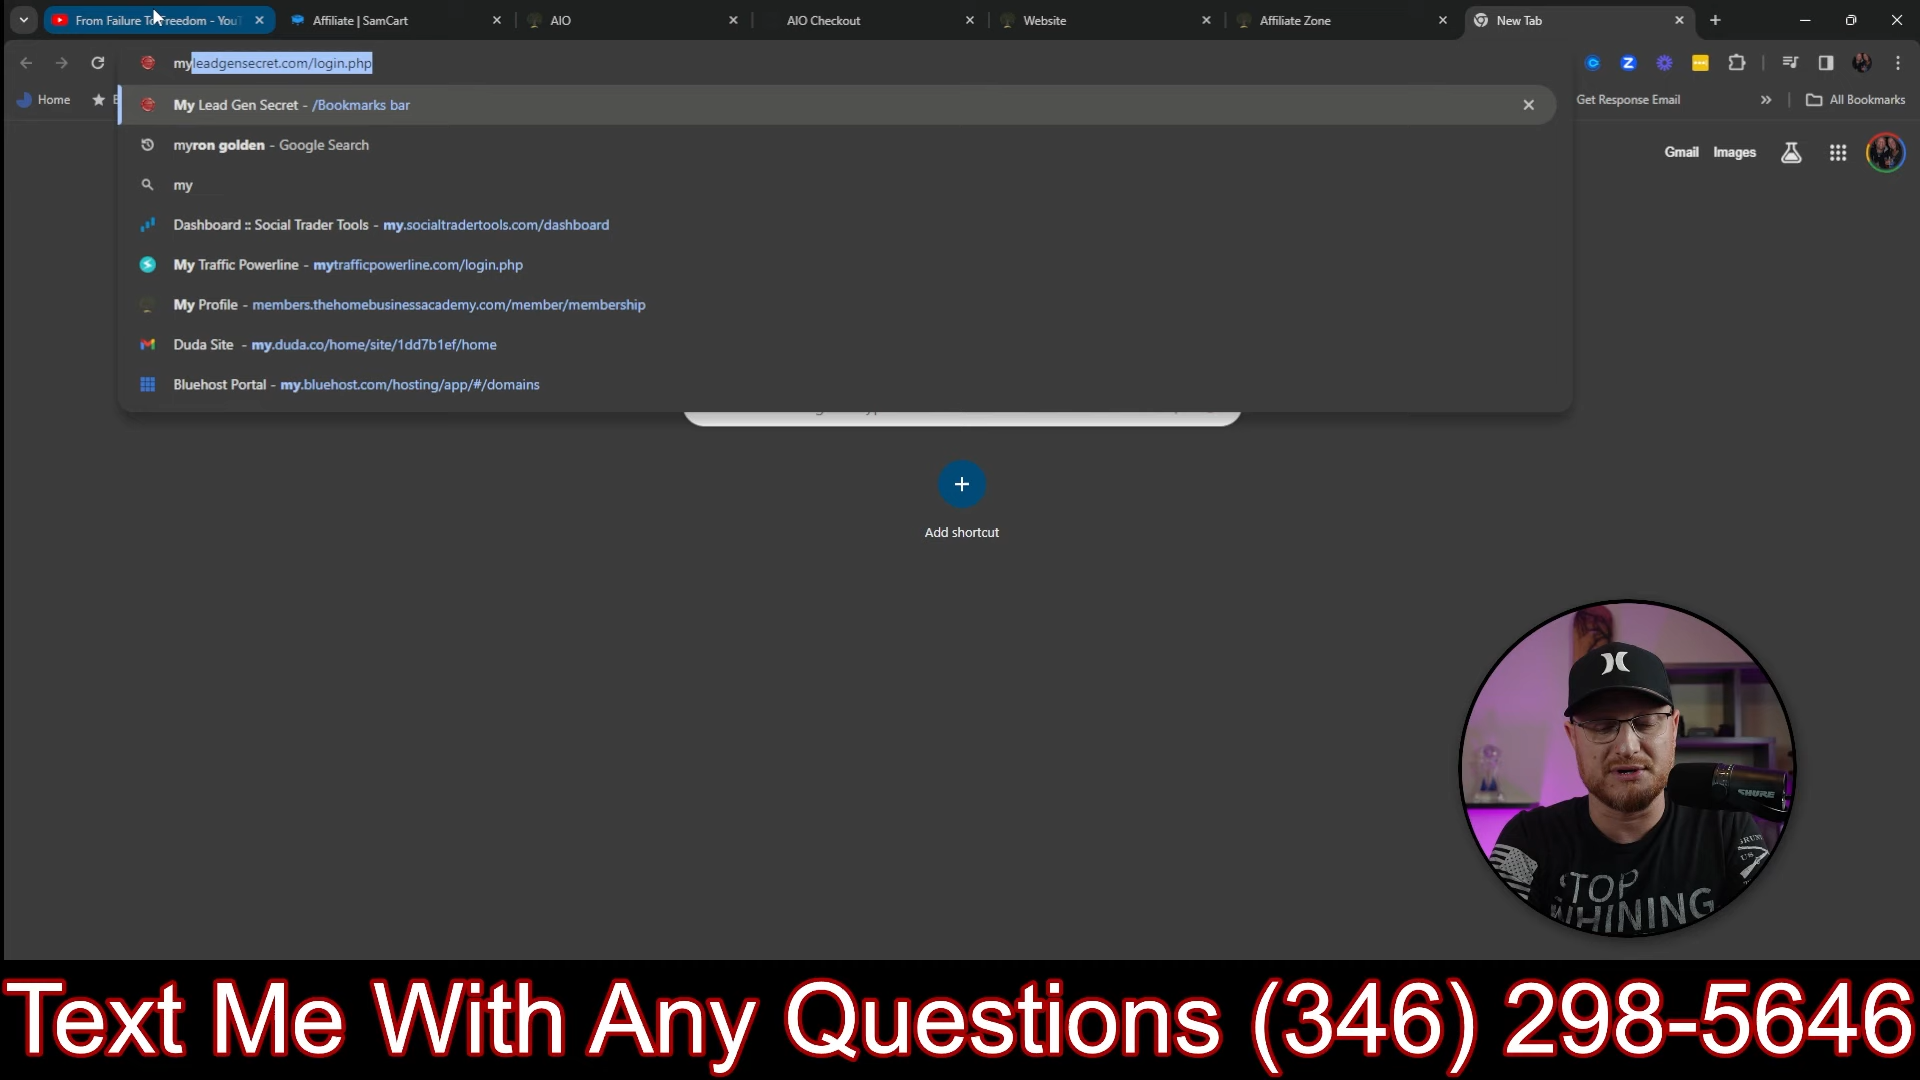 From Failure To Freedom - You
Affiliate | SamCart
AIO
AIO Checkout
Website
Affiliate Zone
New Tab
myleadgensecret.com/login.php
Home
Get Response Email
All Bookmarks
My Lead Gen Secret - /Bookmarks bar
myron golden - Google Search
my
Dashboard :: Social Trader Tools - my.socialtradertools.com/dashboard
My Traffic Powerline - mytrafficpowerline.com/login.php
My Profile - members.thehomebusinessacademy.com/member/membership
Duda Site - my.duda.co/home/site/1dd7b1ef/home
Bluehost Portal - my.bluehost.com/hosting/app/#/domains
Gmail
Images
Add shortcut
SHURE
STOP
WHINING
Text Me With Any Questions (346) 298-5646